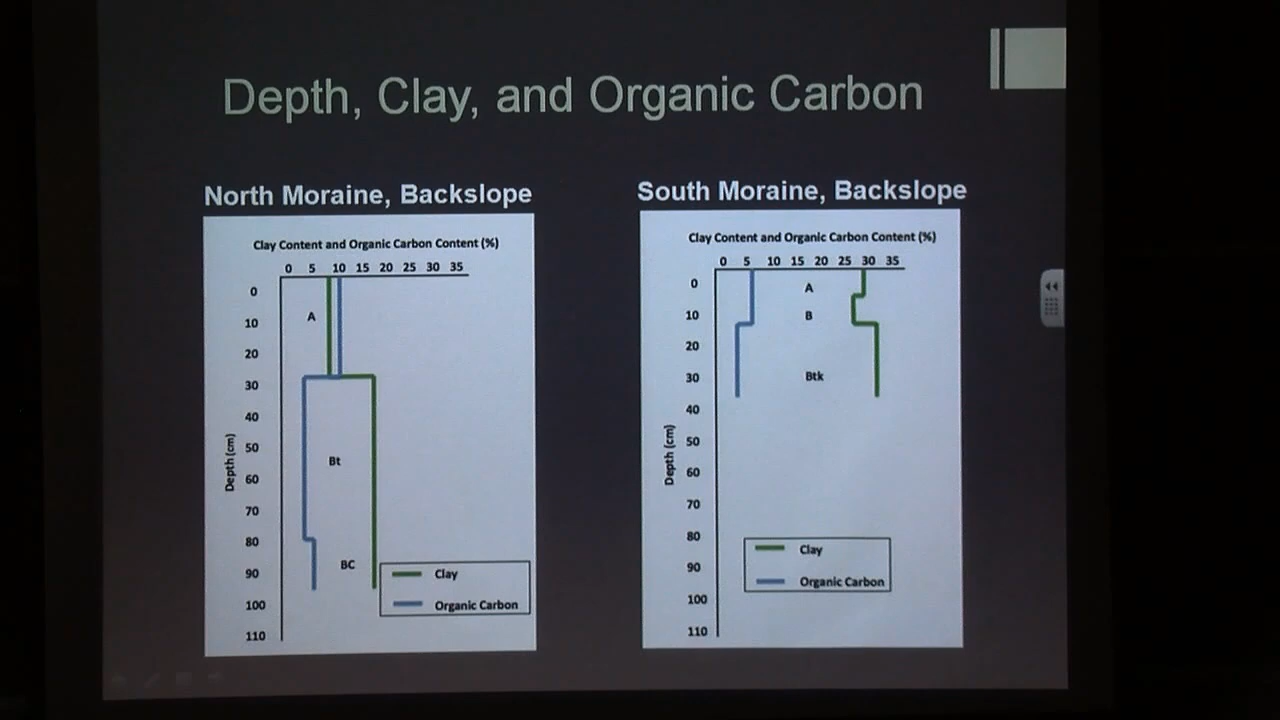 Depth, Clay, and Organic Carbon
North Moraine, Backslope
Clay Content and Organic Carbon Content (%)
0 5 10 15 20 25 30 35
0
A
10
20
30
40
50
Bt
60
70
80
BC
90
100
110
Depth (cm)
Clay
Organic Carbon
South Moraine, Backslope
Clay Content and Organic Carbon Content (%)
0 5 10 15 20 25 30 35
0
A
10
B
20
30
Btk
40
50
60
70
80
90
100
110
Depth (cm)
Clay
Organic Carbon